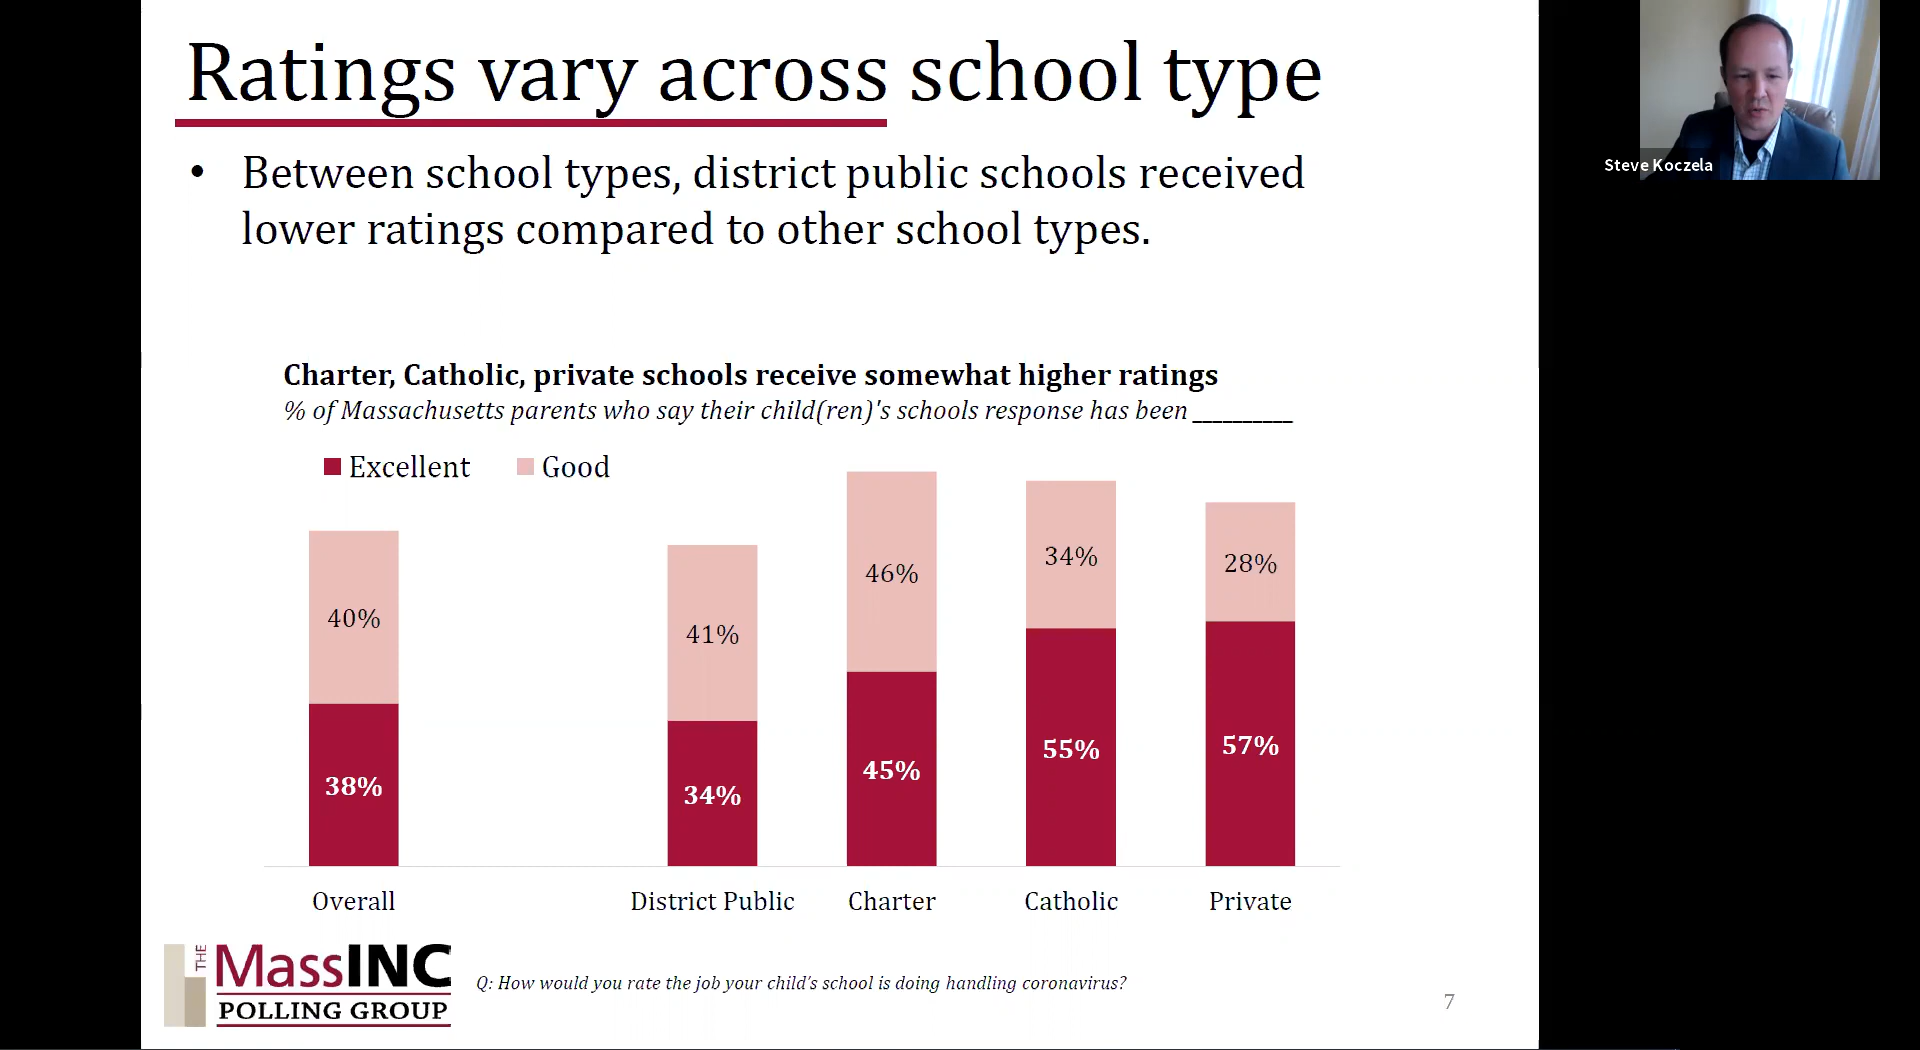 Ratings vary across school type
• Between school types, district public schools received
lower ratings compared to other school types.
Charter, Catholic, private schools receive somewhat higher ratings
% of Massachusetts parents who say their child(ren)'s schools response has been __________
Excellent Good
40%
38%
41%
34%
46%
45%
34%
55%
28%
57%
Overall District Public Charter Catholic Private
THE MassINC
POLLING GROUP
Q: How would you rate the job your child's school is doing handling coronavirus?
7
Steve Koczela